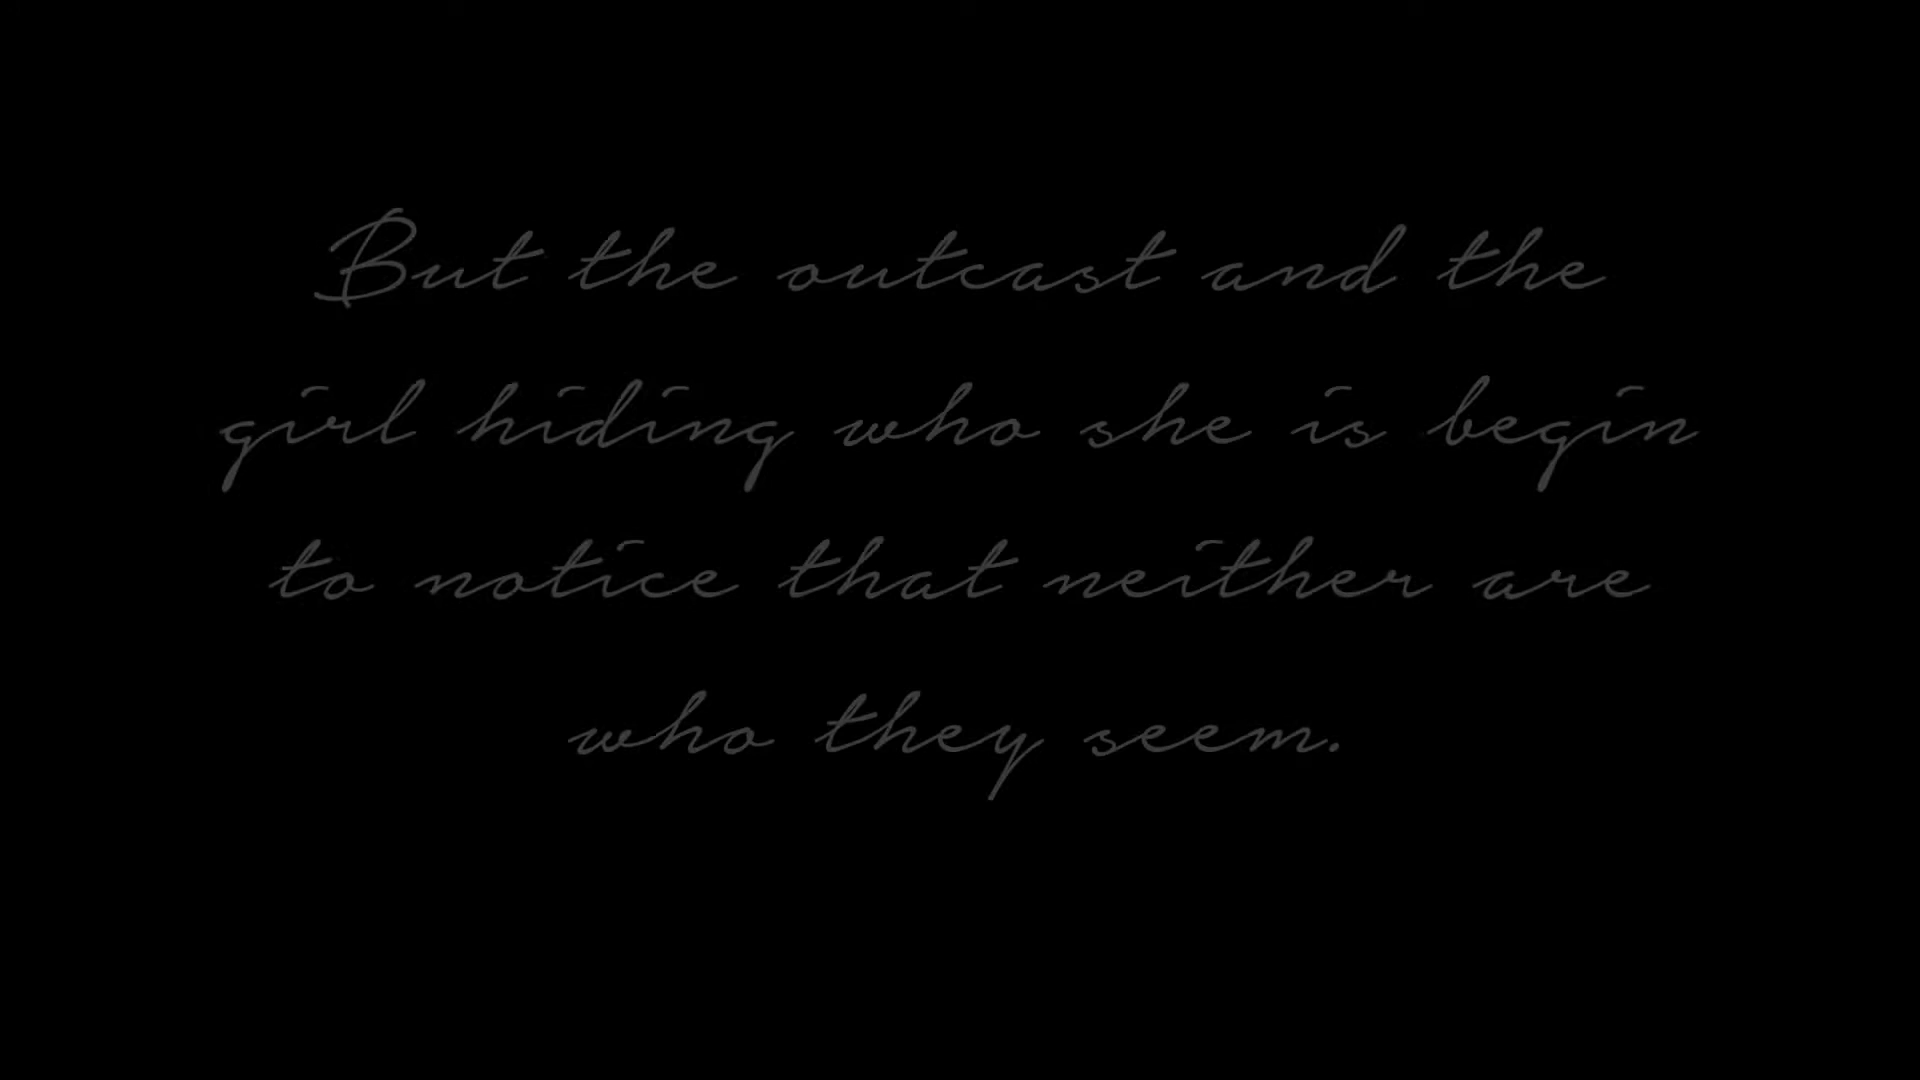 But the outcast and the
girl hiding who she is begin
to notice that neither are
who they seem.